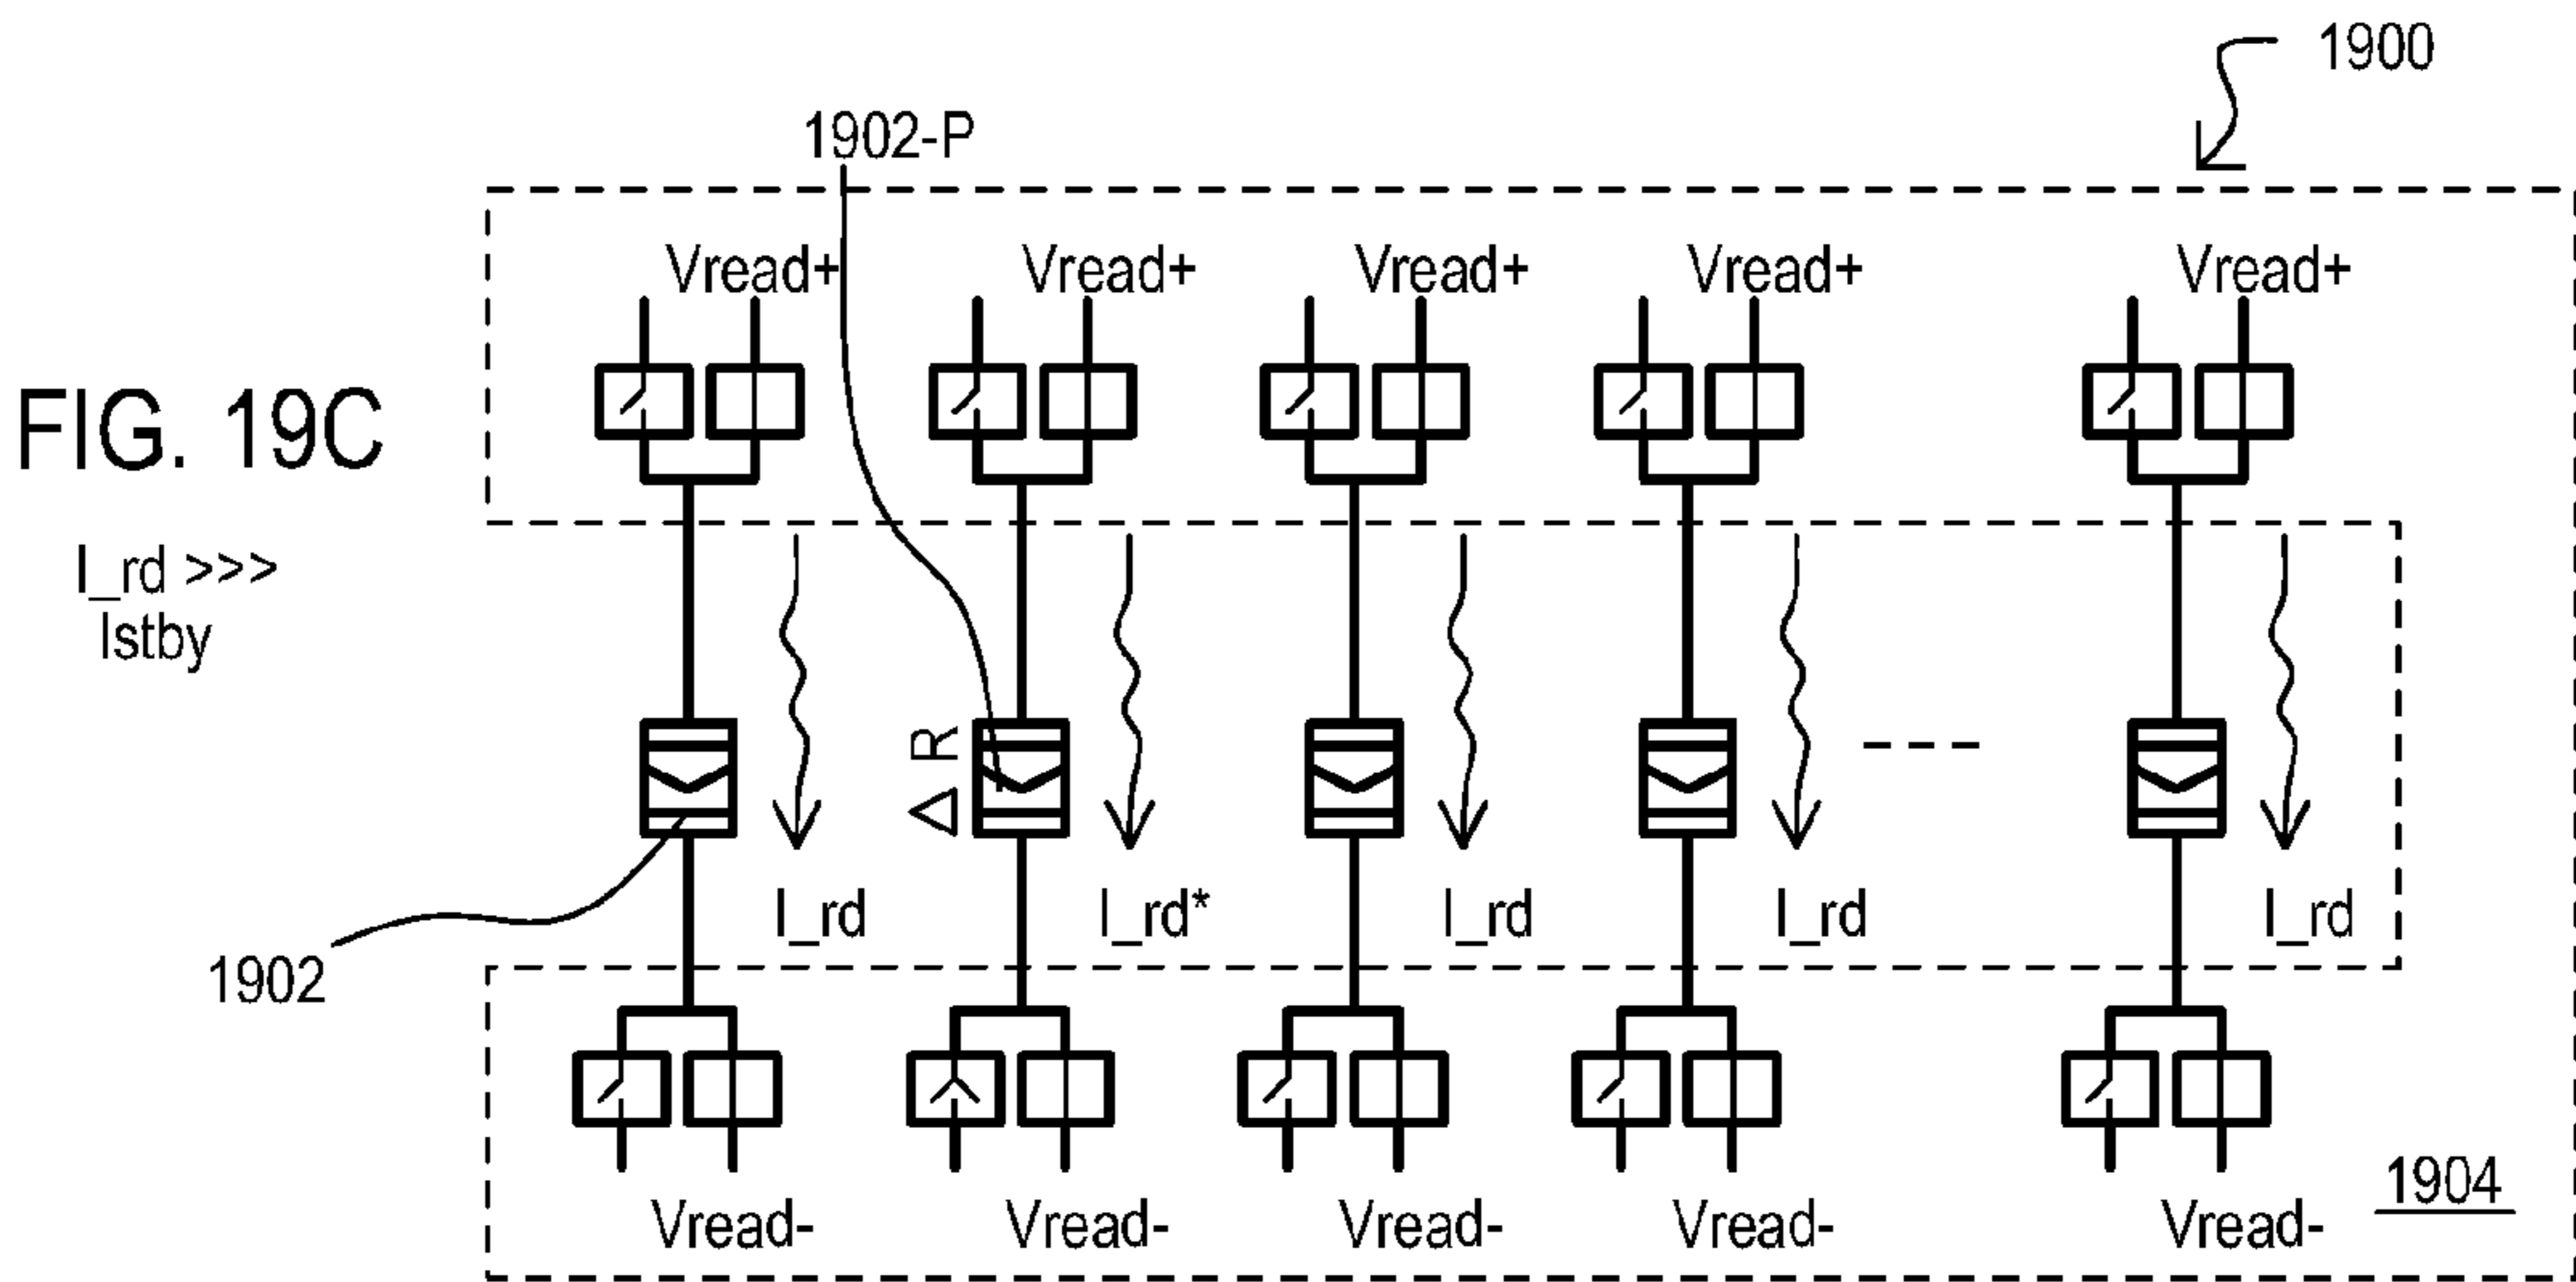 1900
1902-P
Vread+ Vread+ Vread+ Vread+ Vread+
FIG. 19C
I_rd >>>
Istby
Δ R
I_rd I_rd* I_rd I_rd I_rd
1902
1904
Vread- Vread- Vread- Vread- Vread-